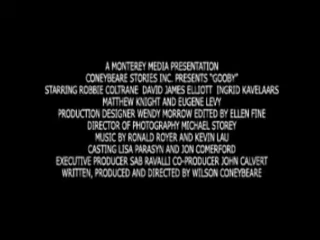 A MONTEREY MEDIA PRESENTATION
CONEYBEARE STORIES INC. PRESENTS "GOOBY"
STARRING ROBBIE COLTRANE DAVID JAMES ELLIOTT INGRID KAVELAARS
MATTHEW KNIGHT AND EUGENE LEVY
PRODUCTION DESIGNER WENDY MORROW EDITED BY ELLEN FINE
DIRECTOR OF PHOTOGRAPHY MICHAEL STOREY
MUSIC BY RONALD ROYER AND KEVIN LAU
CASTING LISA PARASYN AND JON COMERFORD
EXECUTIVE PRODUCER SAB RAVALLI CO-PRODUCER JOHN CALVERT
WRITTEN, PRODUCED AND DIRECTED BY WILSON CONEYBEARE